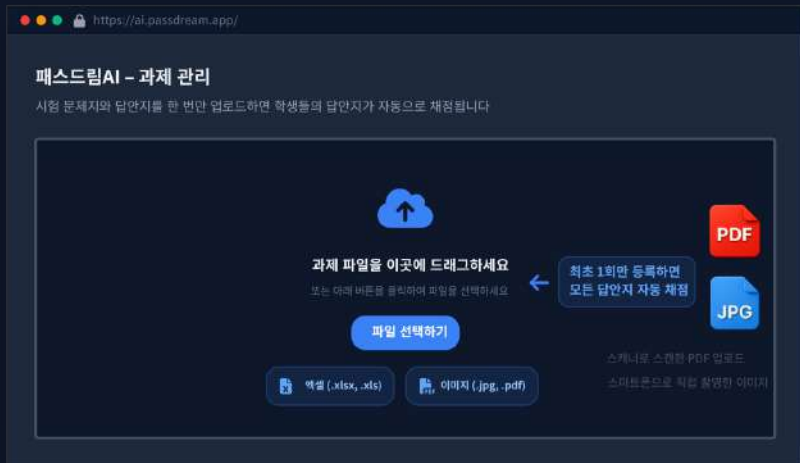 https://ai.passdream.app/
패스드림AI – 과제 관리
시험 문제지와 답안지를 한 번만 업로드하면 학생들의 답안지가 자동으로 채점됩니다
과제 파일을 이곳에 드래그하세요
또는 아래 버튼을 클릭하여 파일을 선택하세요
파일 선택하기
엑셀 (.xlsx, .xls)
이미지 (.jpg, .pdf)
최초 1회만 등록하면
모든 답안지 자동 채점
PDF
JPG
스캐너로 스캔한 PDF 업로드
스마트폰으로 직접 촬영한 이미지